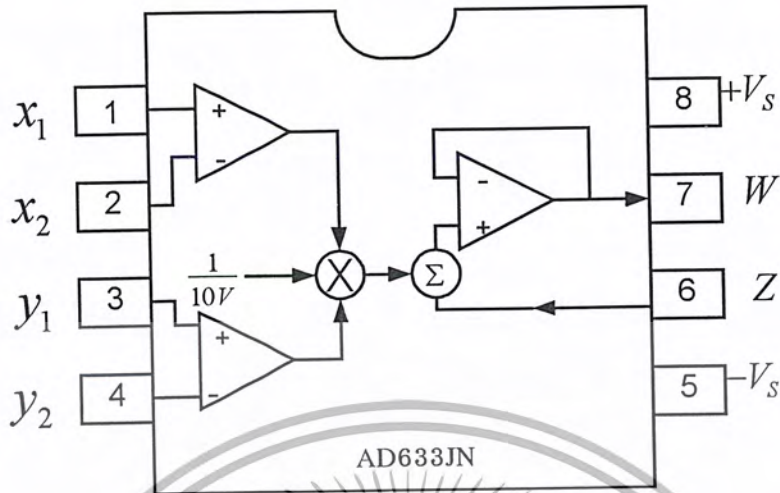 x₁ 1 8 +Vₛ
+
-
x₂ 2 - 7 W
+
1/10V X Σ
y₁ 3 6 Z
+
y₂ 4 - 5 -Vₛ
AD633JN